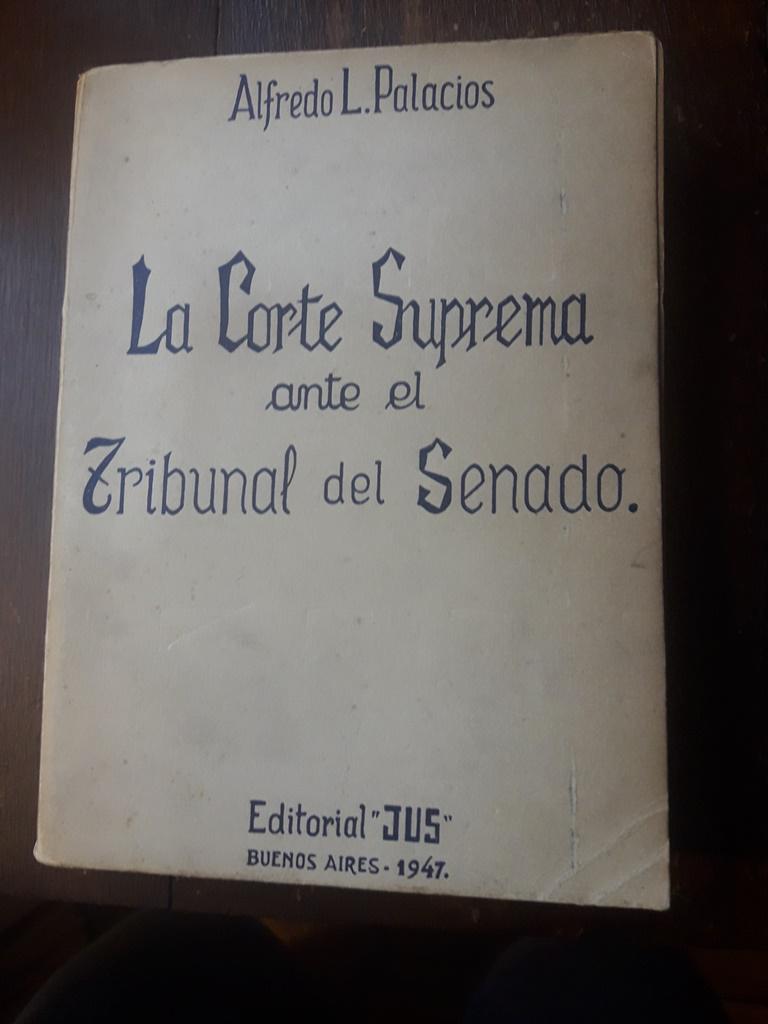 Alfredo L. Palacios
La Corte Suprema
ante el
Tribunal del Senado.
Editorial "JUS"
BUENOS AIRES - 1947.